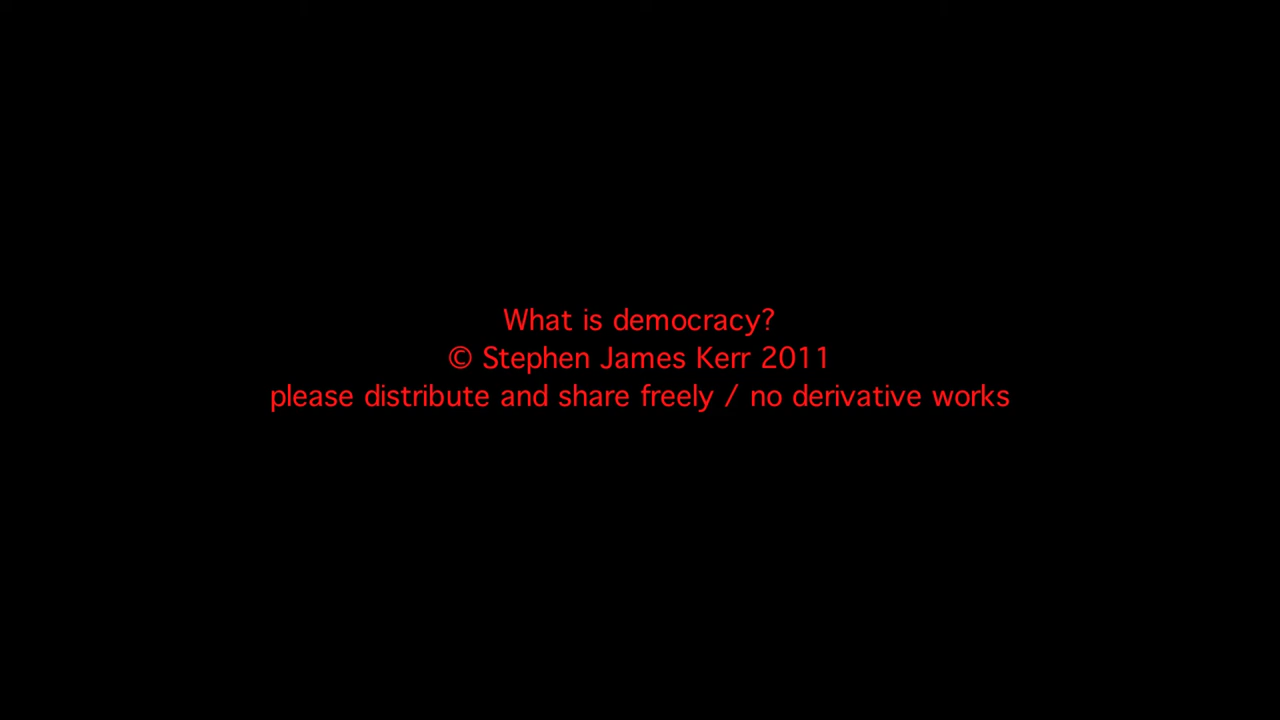 What is democracy?
© Stephen James Kerr 2011
please distribute and share freely / no derivative works